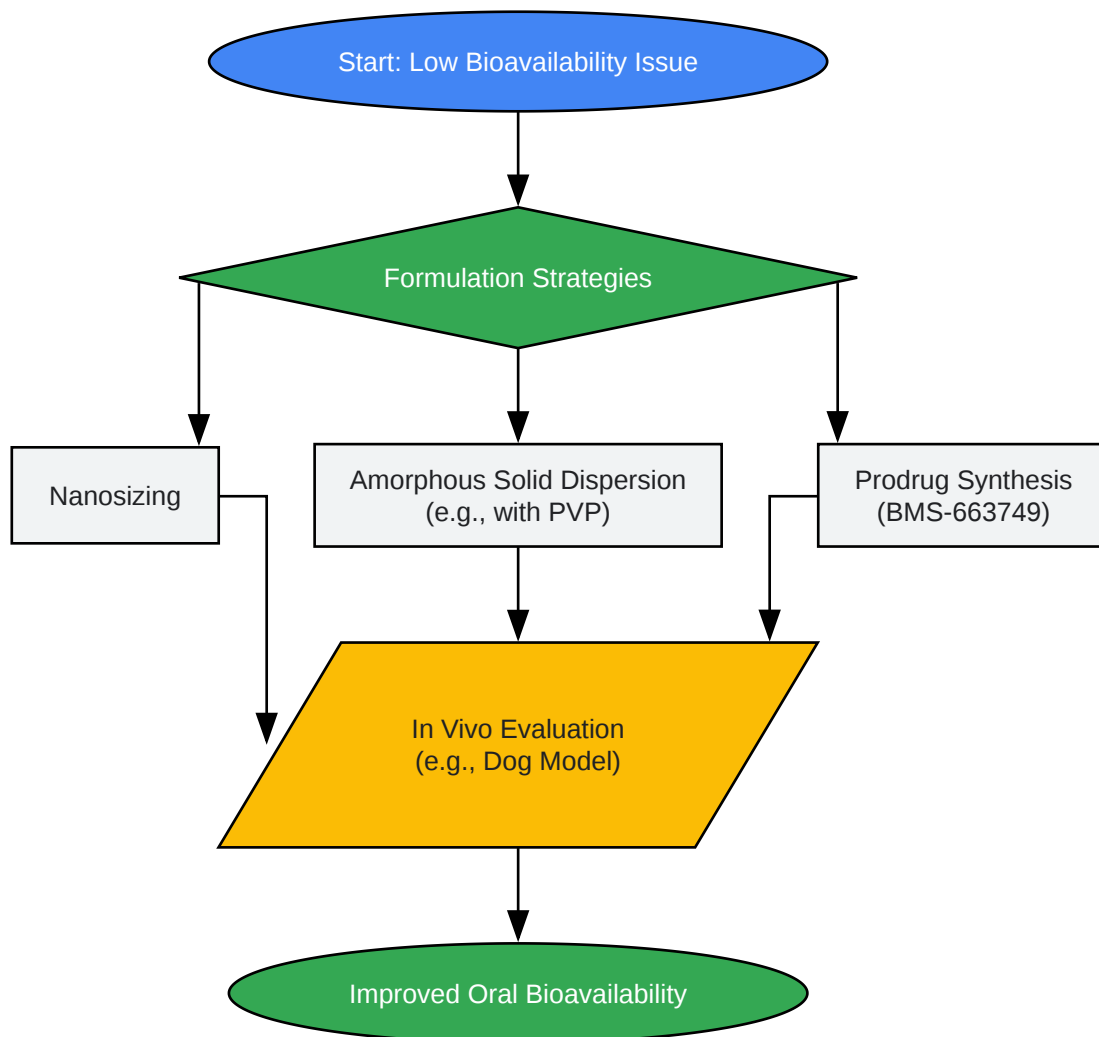 Start: Low Bioavailability Issue
Formulation Strategies
Nanosizing
Amorphous Solid Dispersion
(e.g., with PVP)
Prodrug Synthesis
(BMS-663749)
In Vivo Evaluation
(e.g., Dog Model)
Improved Oral Bioavailability